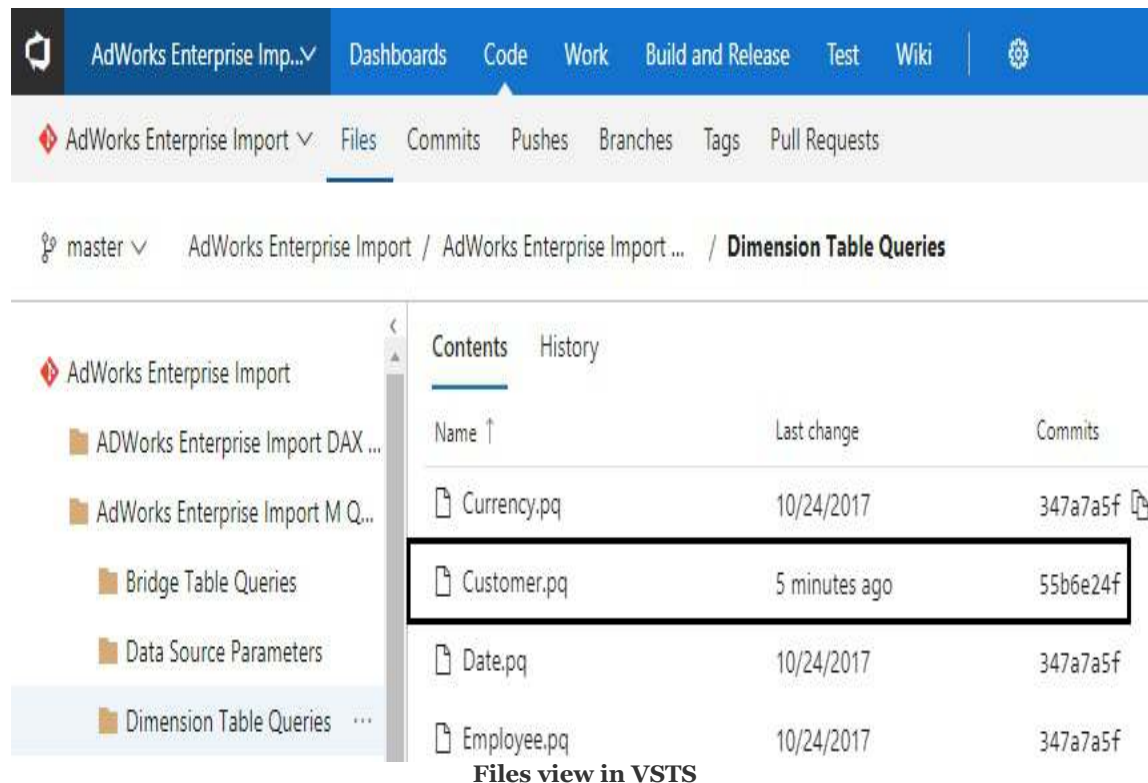 AdWorks Enterprise Imp... Dashboards Code Work Build and Release Test Wiki
AdWorks Enterprise Import Files Commits Pushes Branches Tags Pull Requests
master AdWorks Enterprise Import / AdWorks Enterprise Import ... / Dimension Table Queries
AdWorks Enterprise Import
ADWorks Enterprise Import DAX ...
AdWorks Enterprise Import M Q...
Bridge Table Queries
Data Source Parameters
Dimension Table Queries ...
Contents History
Name ↑ Last change Commits
Currency.pq 10/24/2017 347a7a5f
Customer.pq 5 minutes ago 55b6e24f
Date.pq 10/24/2017 347a7a5f
Employee.pq 10/24/2017 347a7a5f
Files view in VSTS